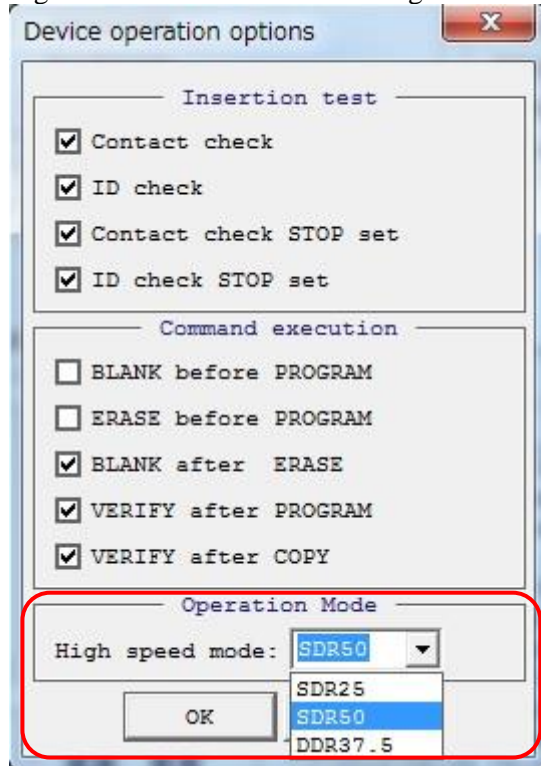 Device operation options
Insertion test
Contact check
ID check
Contact check STOP set
ID check STOP set
Command execution
BLANK before PROGRAM
ERASE before PROGRAM
BLANK after ERASE
VERIFY after PROGRAM
VERIFY after COPY
Operation Mode
High speed mode: SDR50
SDR25
OK SDR50
DDR37.5